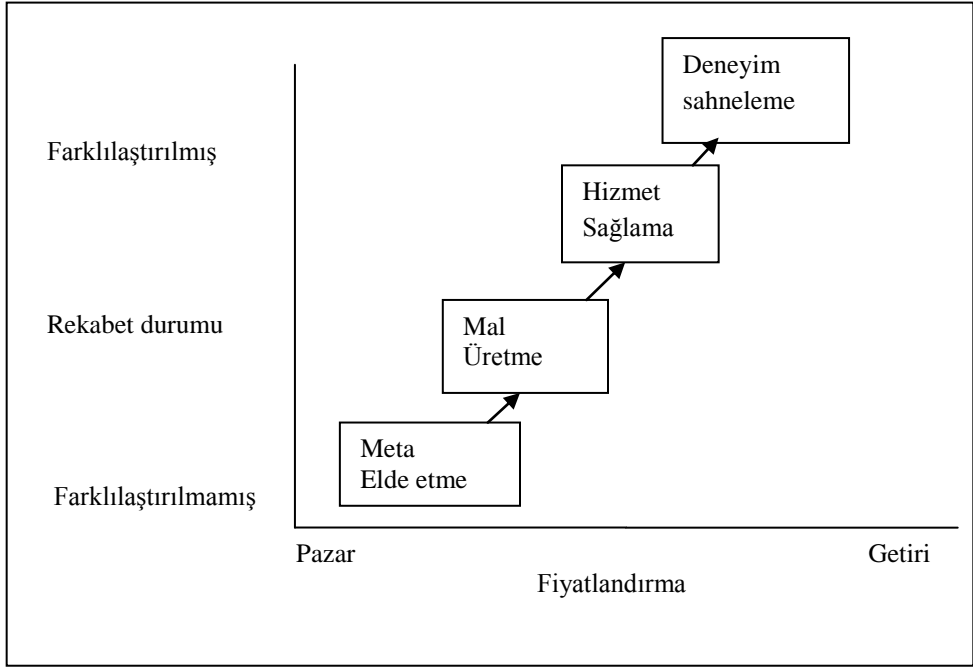 Deneyim
sahneleme
Farklılaştırılmış
Hizmet
Sağlama
Rekabet durumu
Mal
Üretme
Meta
Elde etme
Farklılaştırılmamış
Pazar
Getiri
Fiyatlandırma